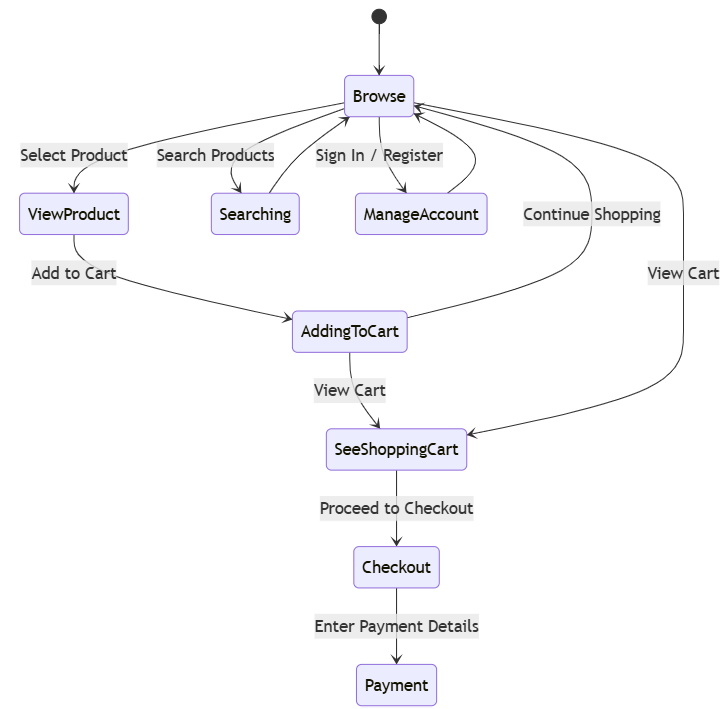 Browse
Select Product
Search Products
Sign In / Register
ViewProduct
Searching
ManageAccount
Continue Shopping
Add to Cart
View Cart
AddingToCart
View Cart
SeeShoppingCart
Proceed to Checkout
Checkout
Enter Payment Details
Payment